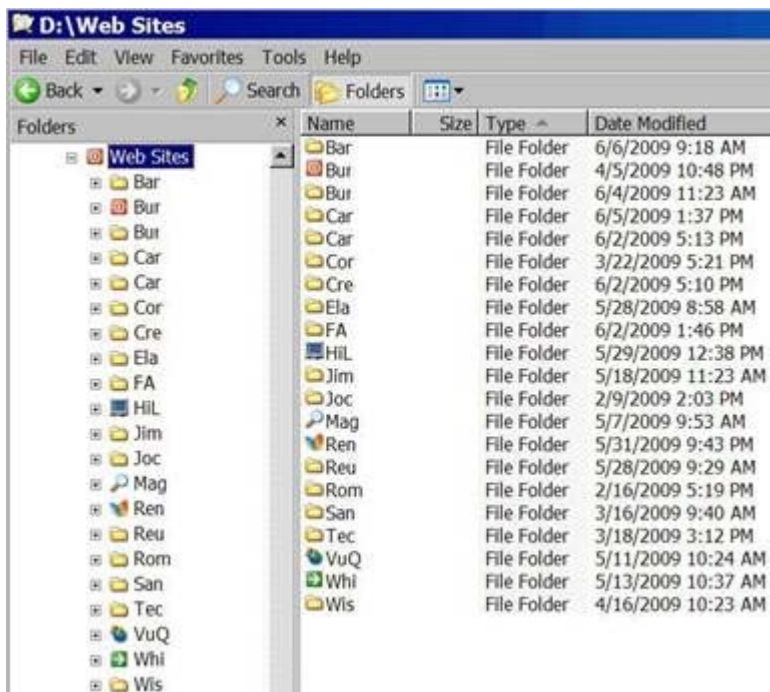 D:\Web Sites
File Edit View Favorites Tools Help
Back Search Folders
Folders
Web Sites
Bar
Bur
Bur
Car
Car
Cor
Cre
Ela
FA
HiL
Jim
Joc
Mag
Ren
Reu
Rom
San
Tec
VuQ
Whi
Wis
Name Size Type Date Modified
Bar File Folder 6/6/2009 9:18 AM
Bur File Folder 4/5/2009 10:48 PM
Bur File Folder 6/4/2009 11:23 AM
Car File Folder 6/5/2009 1:37 PM
Car File Folder 6/2/2009 5:13 PM
Cor File Folder 3/22/2009 5:21 PM
Cre File Folder 6/2/2009 5:10 PM
Ela File Folder 5/28/2009 8:58 AM
FA File Folder 6/2/2009 1:46 PM
HiL File Folder 5/29/2009 12:38 PM
Jim File Folder 5/18/2009 11:23 AM
Joc File Folder 2/9/2009 2:03 PM
Mag File Folder 5/7/2009 9:53 AM
Ren File Folder 5/31/2009 9:43 PM
Reu File Folder 5/28/2009 9:29 AM
Rom File Folder 2/16/2009 5:19 PM
San File Folder 3/16/2009 9:40 AM
Tec File Folder 3/18/2009 3:12 PM
VuQ File Folder 5/11/2009 10:24 AM
Whi File Folder 5/13/2009 10:37 AM
Wis File Folder 4/16/2009 10:23 AM